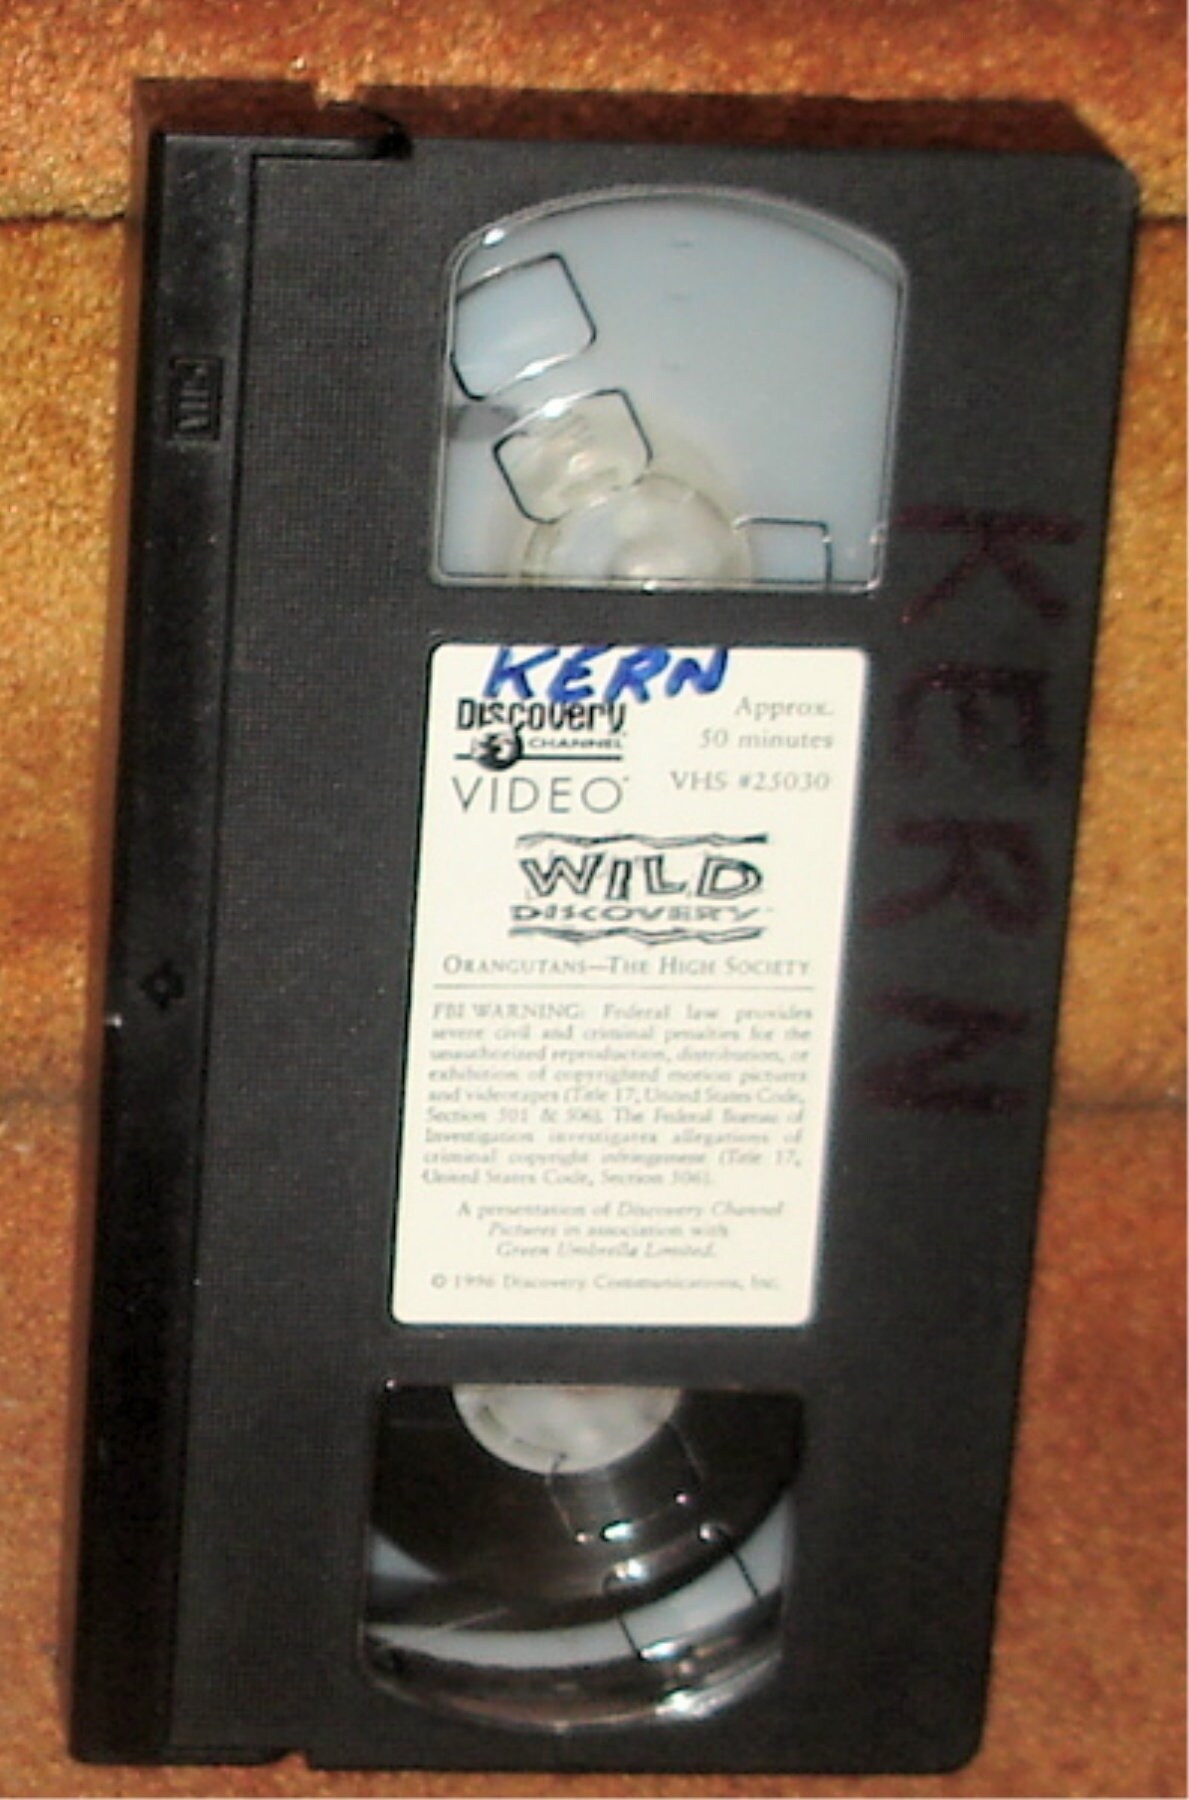 VHS
KERN
Discovery
CHANNEL
VIDEO
Approx.
50 minutes
VHS #25030
WILD
DISCOVERY
ORANGUTANS—THE HIGH SOCIETY
FBI WARNING: Federal law provides
severe civil and criminal penalties for the
unauthorized reproduction, distribution, or
exhibition of copyrighted motion pictures
and videotapes (Title 17, United States Code,
Section 501 & 506). The Federal Bureau of
Investigation investigates allegations of
criminal copyright infringement (Title 17,
United States Code, Section 506).
A presentation of Discovery Channel
Pictures in association with
Green Umbrella Limited.
© 1996 Discovery Communications, Inc.
KERN